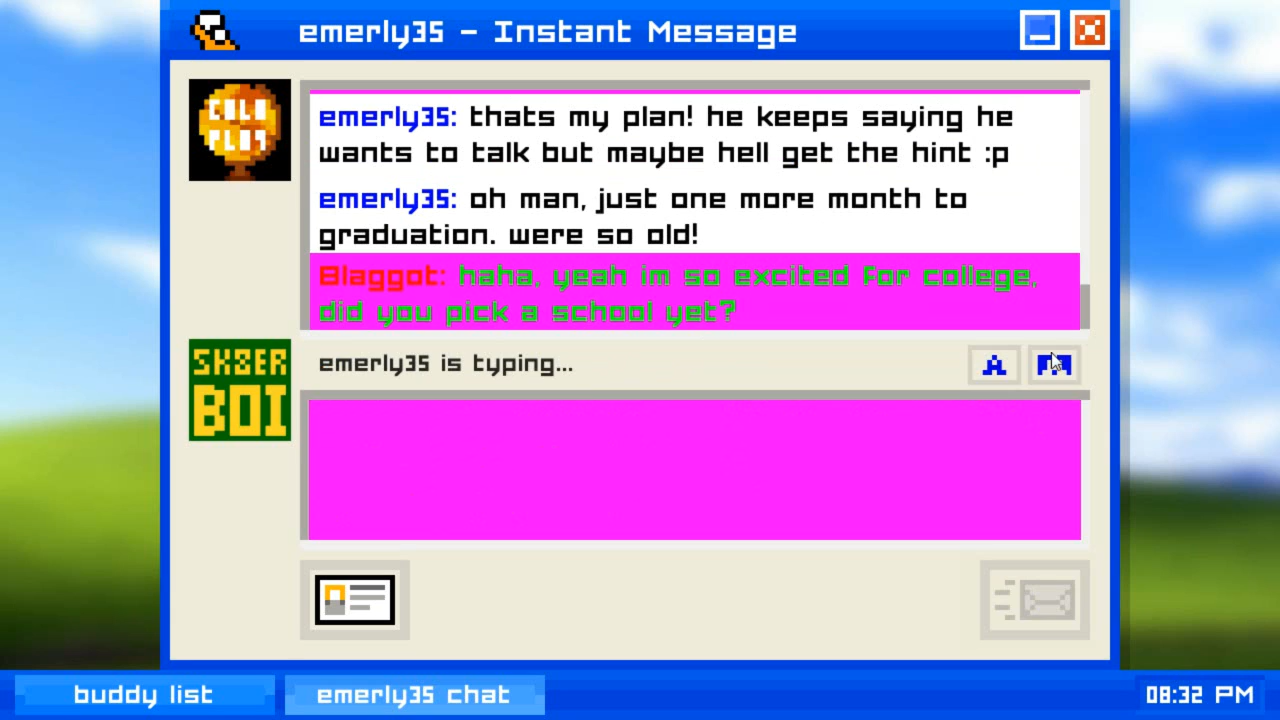 emerly35 - Instant Message
COLD
PLAY
emerly35: thats my plan! he keeps saying he
wants to talk but maybe hell get the hint :p
emerly35: oh man, just one more month to
graduation. were so old!
Blaggot: haha, yeah im so excited for college,
did you pick a school yet?
SK8ER
BOI
emerly35 is typing...
A
A
buddy list
emerly35 chat
08:32 PM